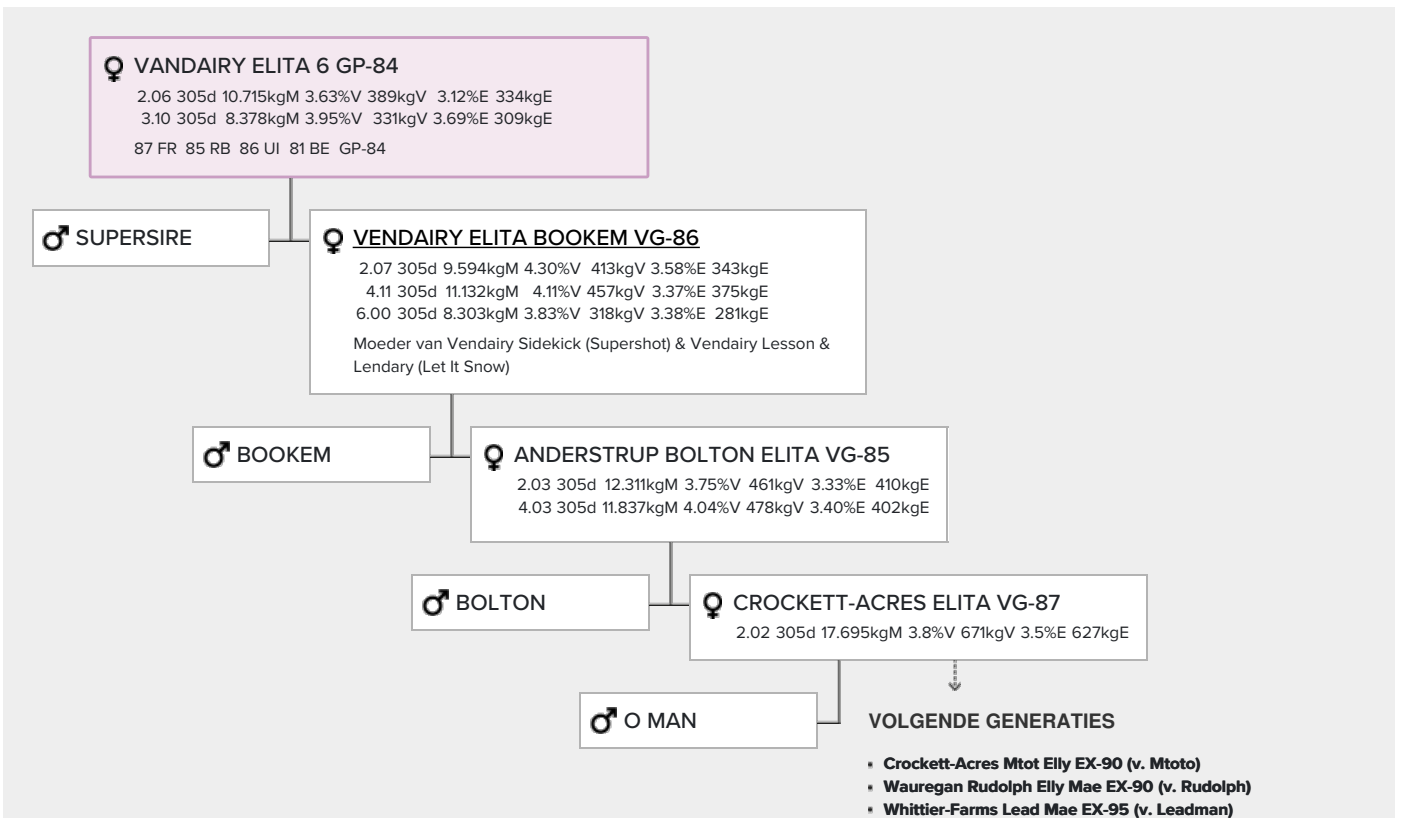 VANDAIRY ELITA 6 GP-84
2.06 305d 10.715kgM 3.63%V 389kgV 3.12%E 334kgE
3.10 305d 8.378kgM 3.95%V 331kgV 3.69%E 309kgE
87 FR 85 RB 86 UI 81 BE GP-84
SUPERSIRE
VENDAIRY ELITA BOOKEM VG-86
2.07 305d 9.594kgM 4.30%V 413kgV 3.58%E 343kgE
4.11 305d 11.132kgM 4.11%V 457kgV 3.37%E 375kgE
6.00 305d 8.303kgM 3.83%V 318kgV 3.38%E 281kgE
Moeder van Vendairy Sidekick (Supershot) & Vendairy Lesson &
Lendary (Let It Snow)
BOOKEM
ANDERSTRUP BOLTON ELITA VG-85
2.03 305d 12.311kgM 3.75%V 461kgV 3.33%E 410kgE
4.03 305d 11.837kgM 4.04%V 478kgV 3.40%E 402kgE
BOLTON
CROCKETT-ACRES ELITA VG-87
2.02 305d 17.695kgM 3.8%V 671kgV 3.5%E 627kgE
O MAN
VOLGENDE GENERATIES
▪ Crockett-Acres Mtot Elly EX-90 (v. Mtoto)
▪ Wauregan Rudolph Elly Mae EX-90 (v. Rudolph)
▪ Whittier-Farms Lead Mae EX-95 (v. Leadman)